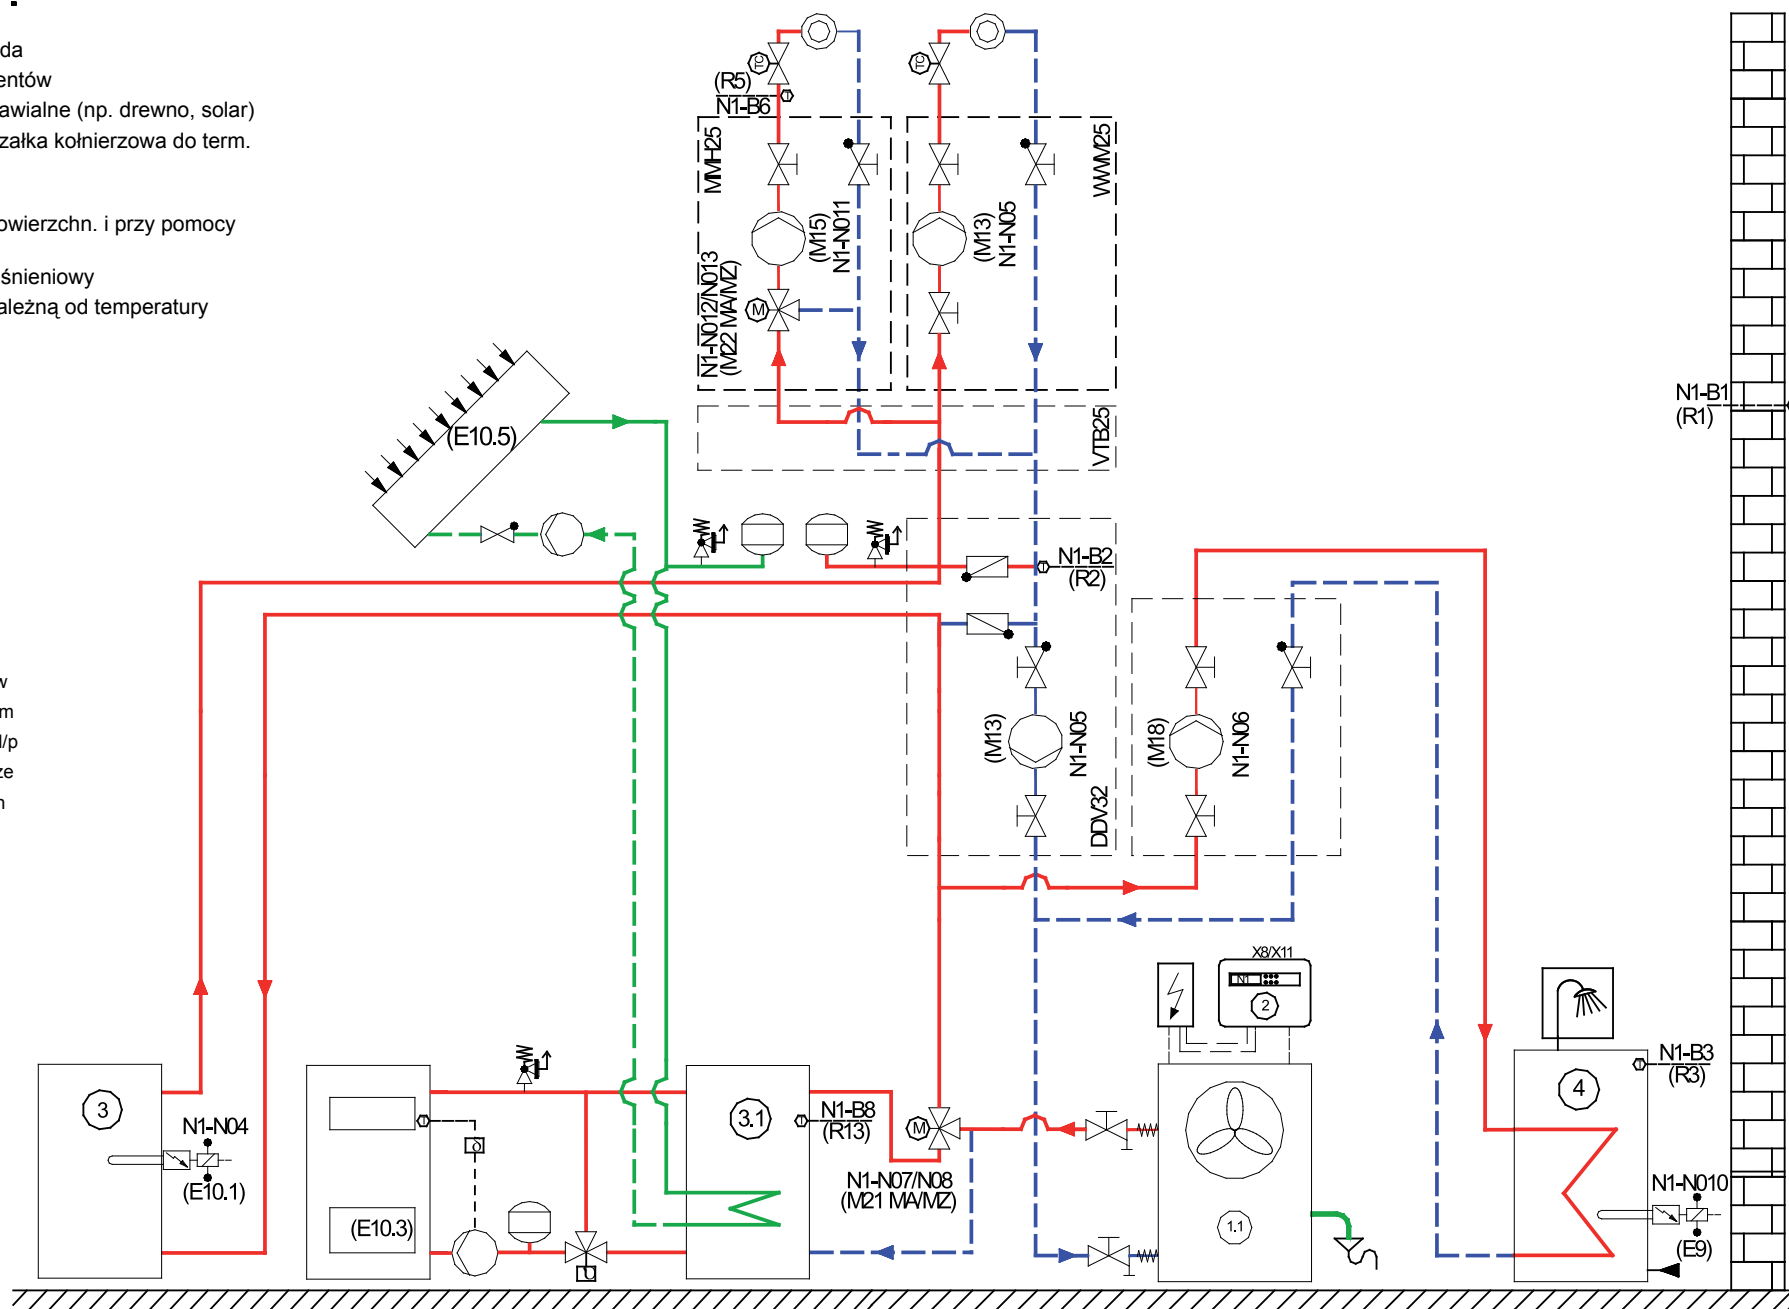 da
entów
awialne (np. drewno, solar)
załka kołnierzowa do term.
owierzchn. i przy pomocy
śnieniowy
ależną od temperatury
w
m
l/p
ze
h
TC
TC
(R5)
N1-B6
MMH25
WWM25
(M15)
N1-N011
(M13)
N1-N05
N1-N012/N013
(M22 MA/MZ)
M
VTB25
N1-B1
(R1)
(E10.5)
N1-B2
(R2)
(M13)
N1-N05
DDV32
(M18)
N1-N06
X8/X11
N1
2
3
N1-N04
(E10.1)
(E10.3)
3.1
N1-B8
(R13)
M
N1-N07/N08
(M21 MA/MZ)
1.1
4
N1-B3
(R3)
N1-N010
(E9)